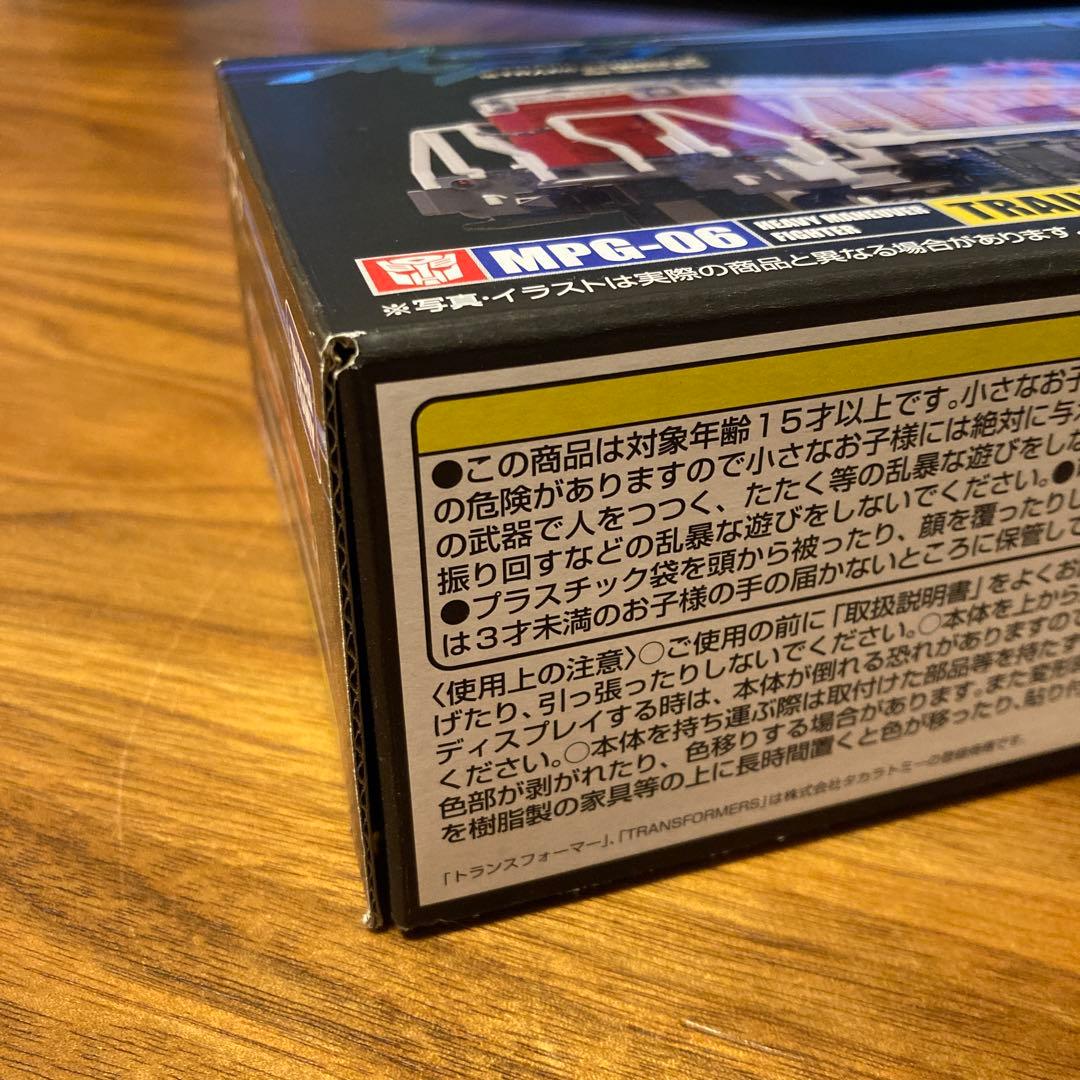 MPG-06
HEAVY MANEUVER
FIGHTER
TRAIN
※写真・イラストは実際の商品と異なる場合があります
●この商品は対象年齢15才以上です。小さなお子
の危険がありますので小さなお子様には絶対に与え
の武器で人をつつく、たたく等の乱暴な遊びをしな
振り回すなどの乱暴な遊びをしないでください。●
●プラスチック袋を頭から被ったり、顔を覆ったりし
は3才未満のお子様の手の届かないところに保管して
〈使用上の注意〉○ご使用の前に「取扱説明書」をよくお
げたり、引っ張ったりしないでください。○本体を上から
ディスプレイする時は、本体が倒れる恐れがありますので
ください。○本体を持ち運ぶ際は取付けた部品等を持たず
色部が剥がれたり、色移りする場合があります。また変形
を樹脂製の家具等の上に長時間置くと色が移ったり、貼り付
「トランスフォーマー」、「TRANSFORMERS」は株式会社タカラトミーの登録商標です。